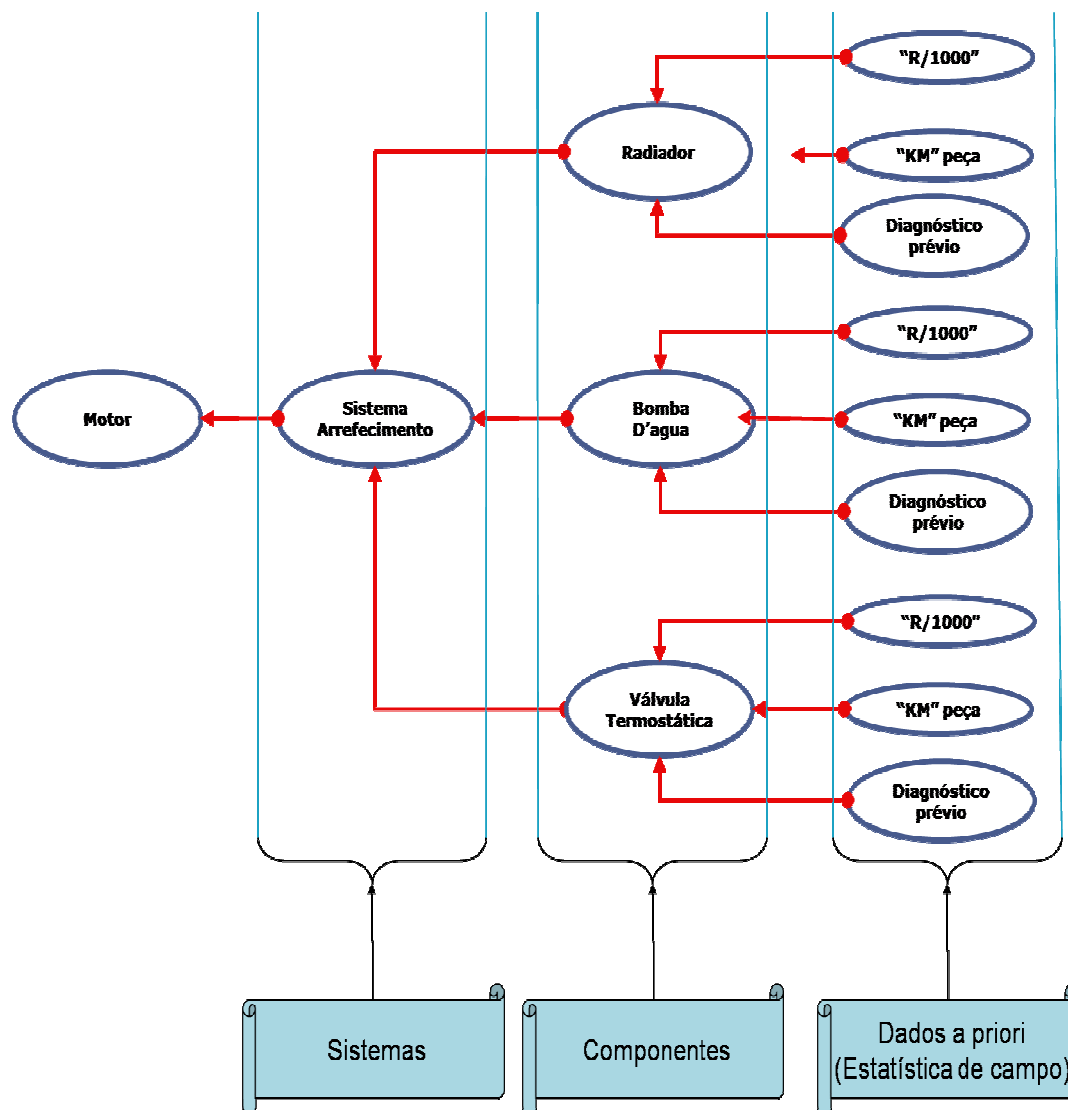 “R/1000”
Radiador
“KM” peça
Diagnóstico
prévio
“R/1000”
Motor
Sistema
Arrefecimento
Bomba
D’agua
“KM” peça
Diagnóstico
prévio
“R/1000”
Válvula
Termostática
“KM” peça
Diagnóstico
prévio
Sistemas
Componentes
Dados a priori
(Estatística de campo)